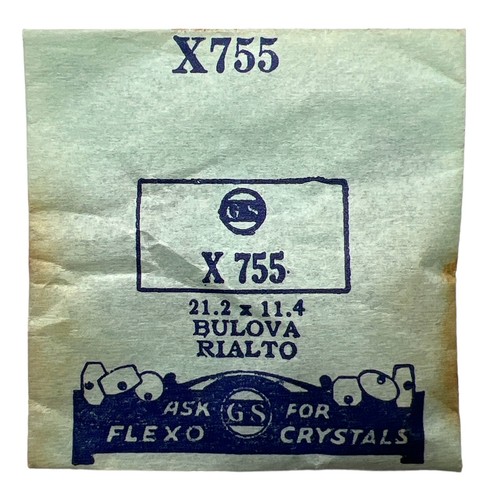 X755
GS
X 755
21.2 x 11.4
BULOVA
RIALTO
ASK GS FOR
FLEXO CRYSTALS